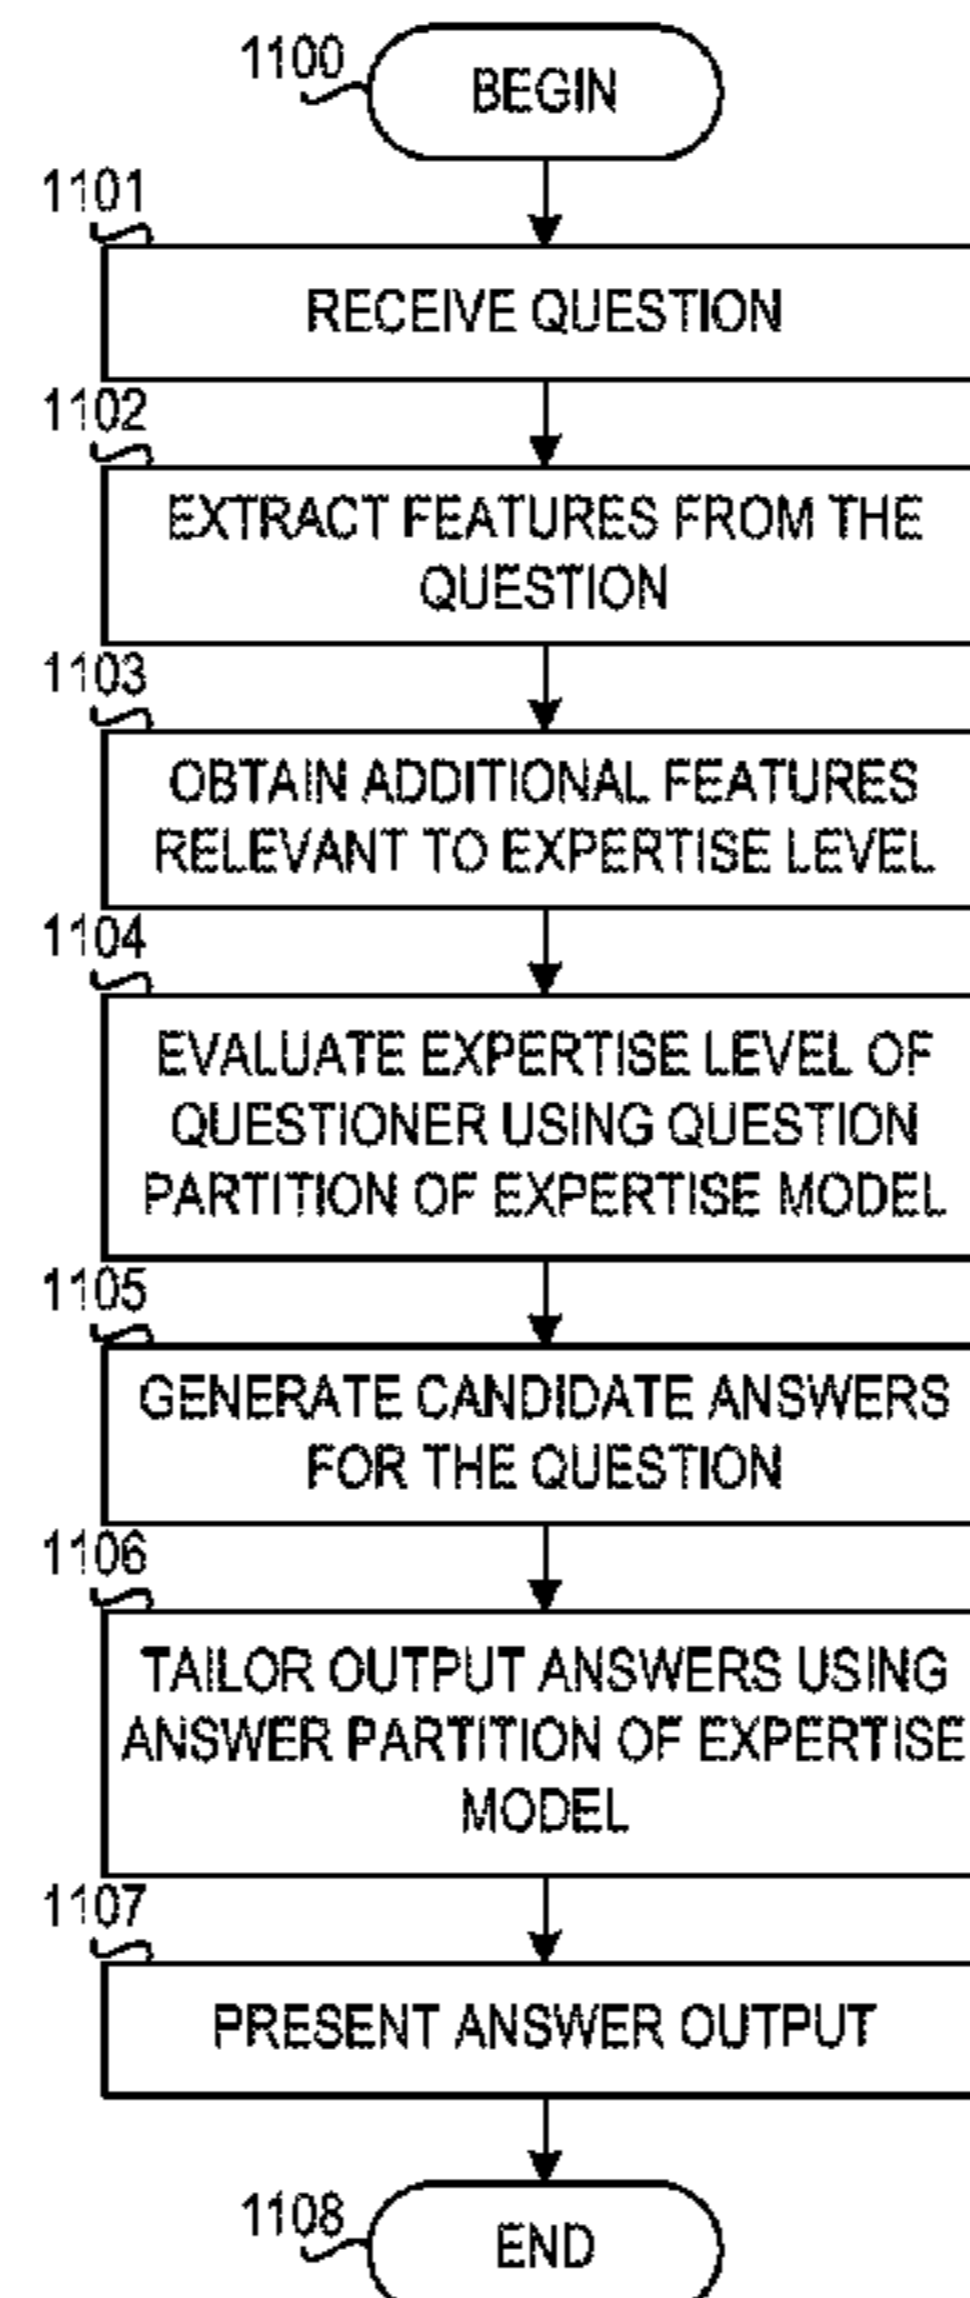 1100
BEGIN
1101
RECEIVE QUESTION
1102
EXTRACT FEATURES FROM THE
QUESTION
1103
OBTAIN ADDITIONAL FEATURES
RELEVANT TO EXPERTISE LEVEL
1104
EVALUATE EXPERTISE LEVEL OF
QUESTIONER USING QUESTION
PARTITION OF EXPERTISE MODEL
1105
GENERATE CANDIDATE ANSWERS
FOR THE QUESTION
1106
TAILOR OUTPUT ANSWERS USING
ANSWER PARTITION OF EXPERTISE
MODEL
1107
PRESENT ANSWER OUTPUT
1108
END